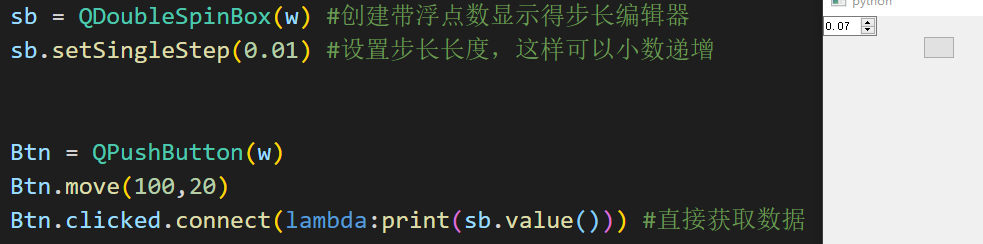 sb = QDoubleSpinBox(w) #创建带浮点数显示得步长编辑器
sb.setSingleStep(0.01) #设置步长长度，这样可以小数递增
Btn = QPushButton(w)
Btn.move(100,20)
Btn.clicked.connect(lambda:print(sb.value())) #直接获取数据
python
0.07